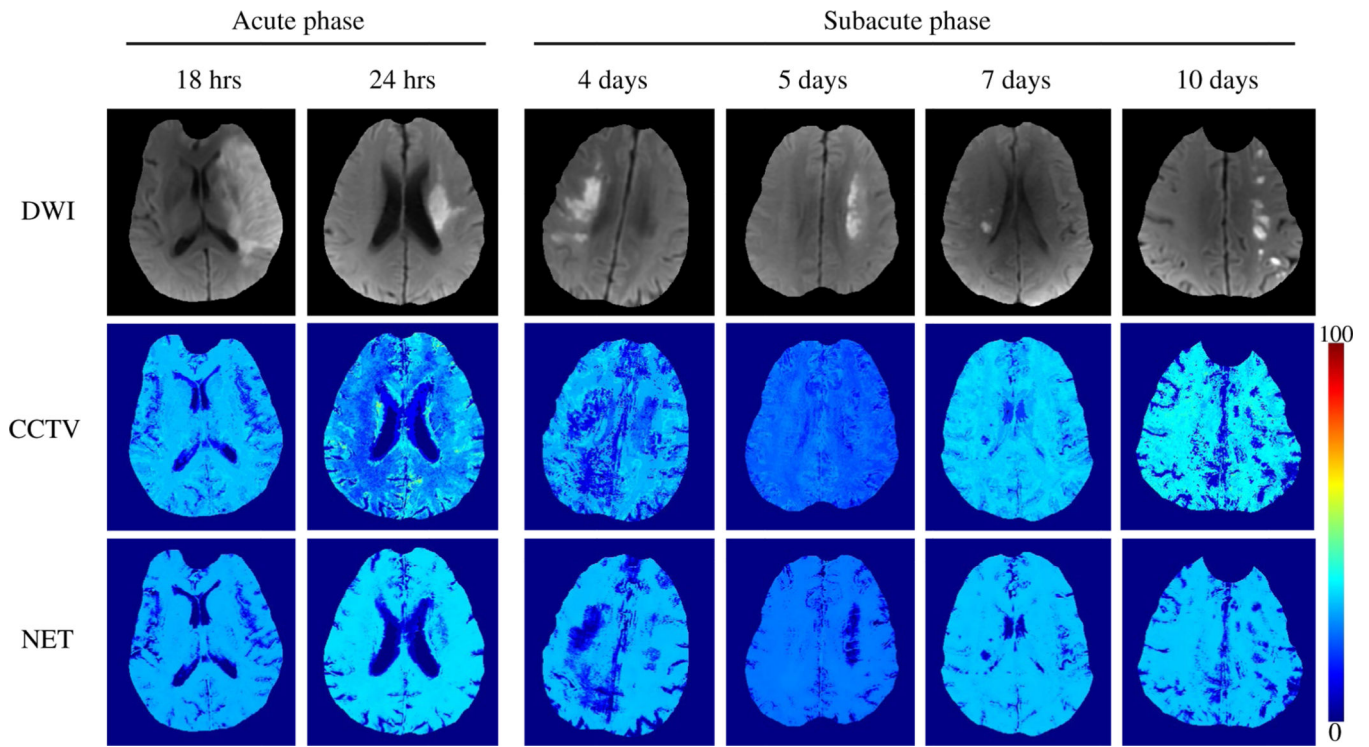 Acute phase Subacute phase
18 hrs 24 hrs 4 days 5 days 7 days 10 days
DWI
100
CCTV
NET
0